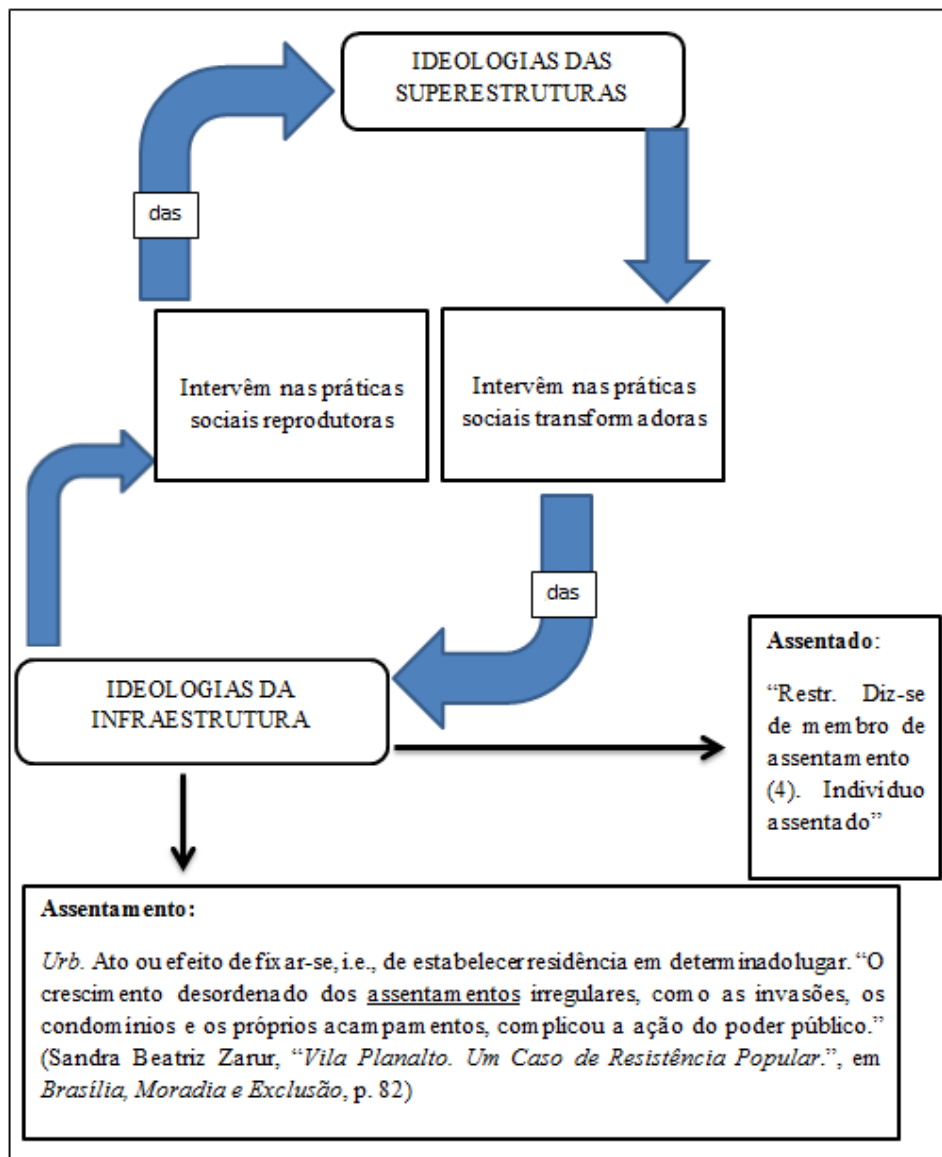 IDEOLOGIAS DAS
SUPERESTRUTURAS
das
Intervêm nas práticas
sociais reprodutoras
Intervêm nas práticas
sociais transformadoras
das
IDEOLOGIAS DA
INFRAESTRUTURA
Assentado:
“Restr. Diz-se
de membro de
assentamento
(4). Indivíduo
assentado”
Assentamento:
Urb. Ato ou efeito de fixar-se, i.e., de estabelecer residência em determinado lugar. “O
crescimento desordenado dos assentamentos irregulares, como as invasões, os
condomínios e os próprios acampamentos, complicou a ação do poder público.”
(Sandra Beatriz Zarur, “Vila Planalto. Um Caso de Resistência Popular.”, em
Brasília, Moradia e Exclusão, p. 82)